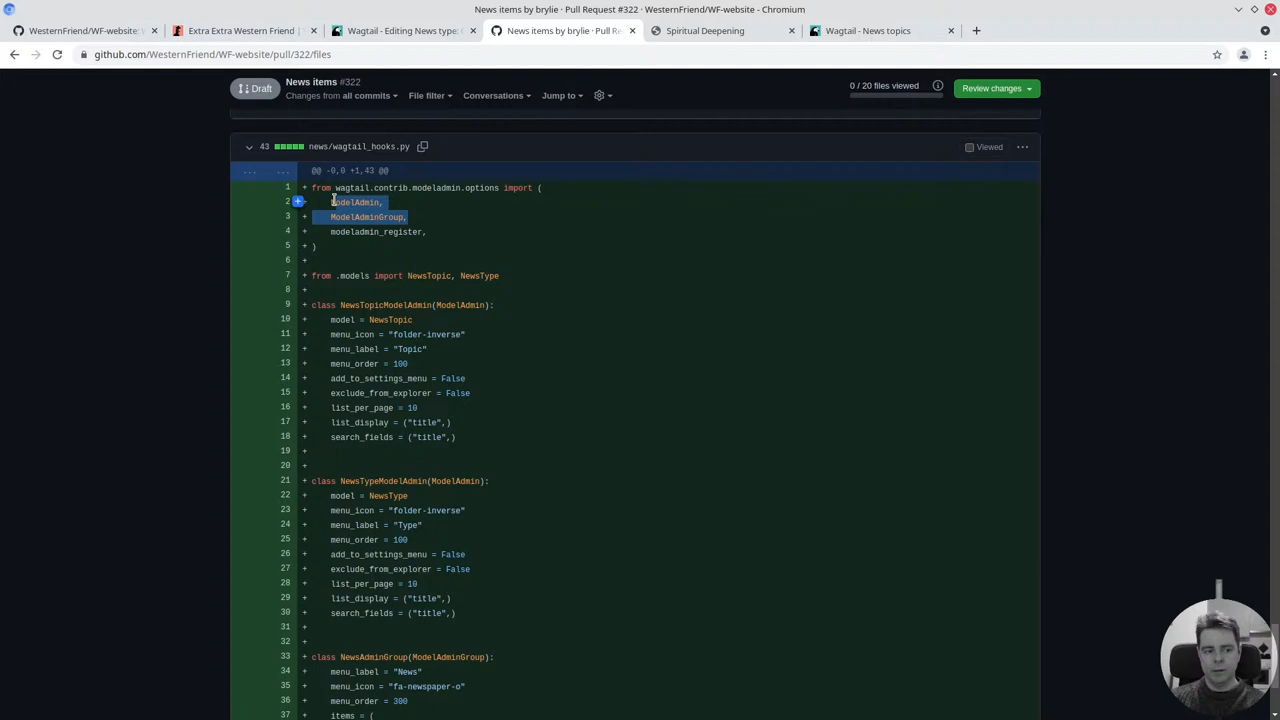 News items by brylie · Pull Request #322 · WesternFriend/WF-website - Chromium
WesternFriend/WF-website: W
Extra Extra Western Friend |
Wagtail - Editing News type:
News items by brylie · Pull Re
Spiritual Deepening
Wagtail - News topics
github.com/WesternFriend/WF-website/pull/322/files
Draft
News items #322
Changes from all commits
File filter
Conversations
Jump to
0 / 20 files viewed
Review changes
43 news/wagtail_hooks.py
Viewed
... ... @@ -0,0 +1,43 @@
1 + from wagtail.contrib.modeladmin.options import (
2 + ModelAdmin,
3 + ModelAdminGroup,
4 + modeladmin_register,
5 + )
6 +
7 + from .models import NewsTopic, NewsType
8 +
9 + class NewsTopicModelAdmin(ModelAdmin):
10 + model = NewsTopic
11 + menu_icon = "folder-inverse"
12 + menu_label = "Topic"
13 + menu_order = 100
14 + add_to_settings_menu = False
15 + exclude_from_explorer = False
16 + list_per_page = 10
17 + list_display = ("title",)
18 + search_fields = ("title",)
19 +
20 +
21 + class NewsTypeModelAdmin(ModelAdmin):
22 + model = NewsType
23 + menu_icon = "folder-inverse"
24 + menu_label = "Type"
25 + menu_order = 100
26 + add_to_settings_menu = False
27 + exclude_from_explorer = False
28 + list_per_page = 10
29 + list_display = ("title",)
30 + search_fields = ("title",)
31 +
32 +
33 + class NewsAdminGroup(ModelAdminGroup):
34 + menu_label = "News"
35 + menu_icon = "fa-newspaper-o"
36 + menu_order = 300
37 + items = (